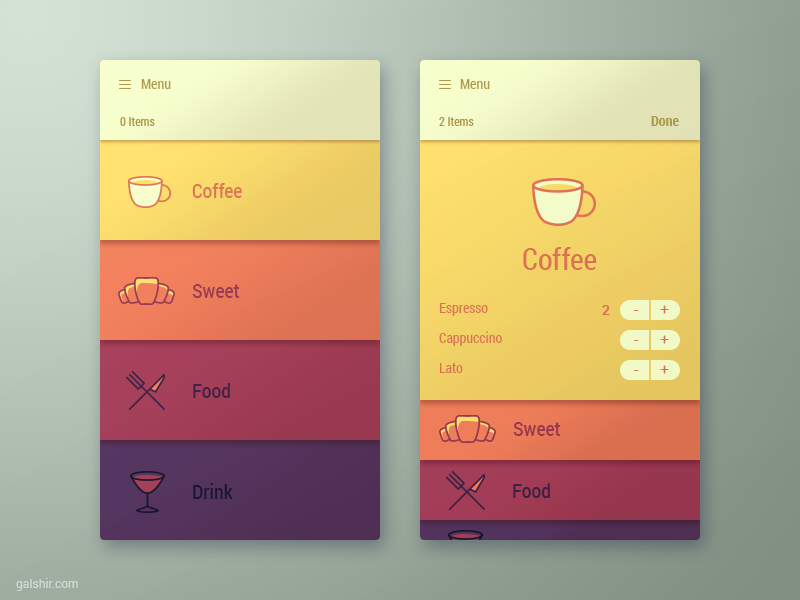 Menu
0 Items
Coffee
Sweet
Food
Drink
Menu
2 Items Done
Coffee
Espresso 2 - +
Cappuccino - +
Lato - +
Sweet
Food
galshir.com